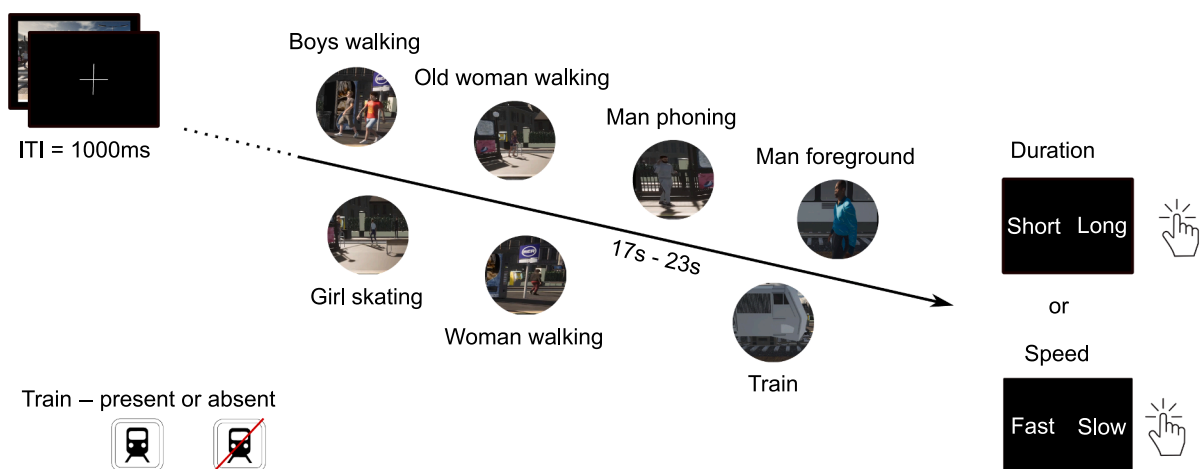 ITI = 1000ms
Boys walking
Old woman walking
Man phoning
Man foreground
Girl skating
Woman walking
17s - 23s
Train
Train – present or absent
Duration
Short Long
or
Speed
Fast Slow